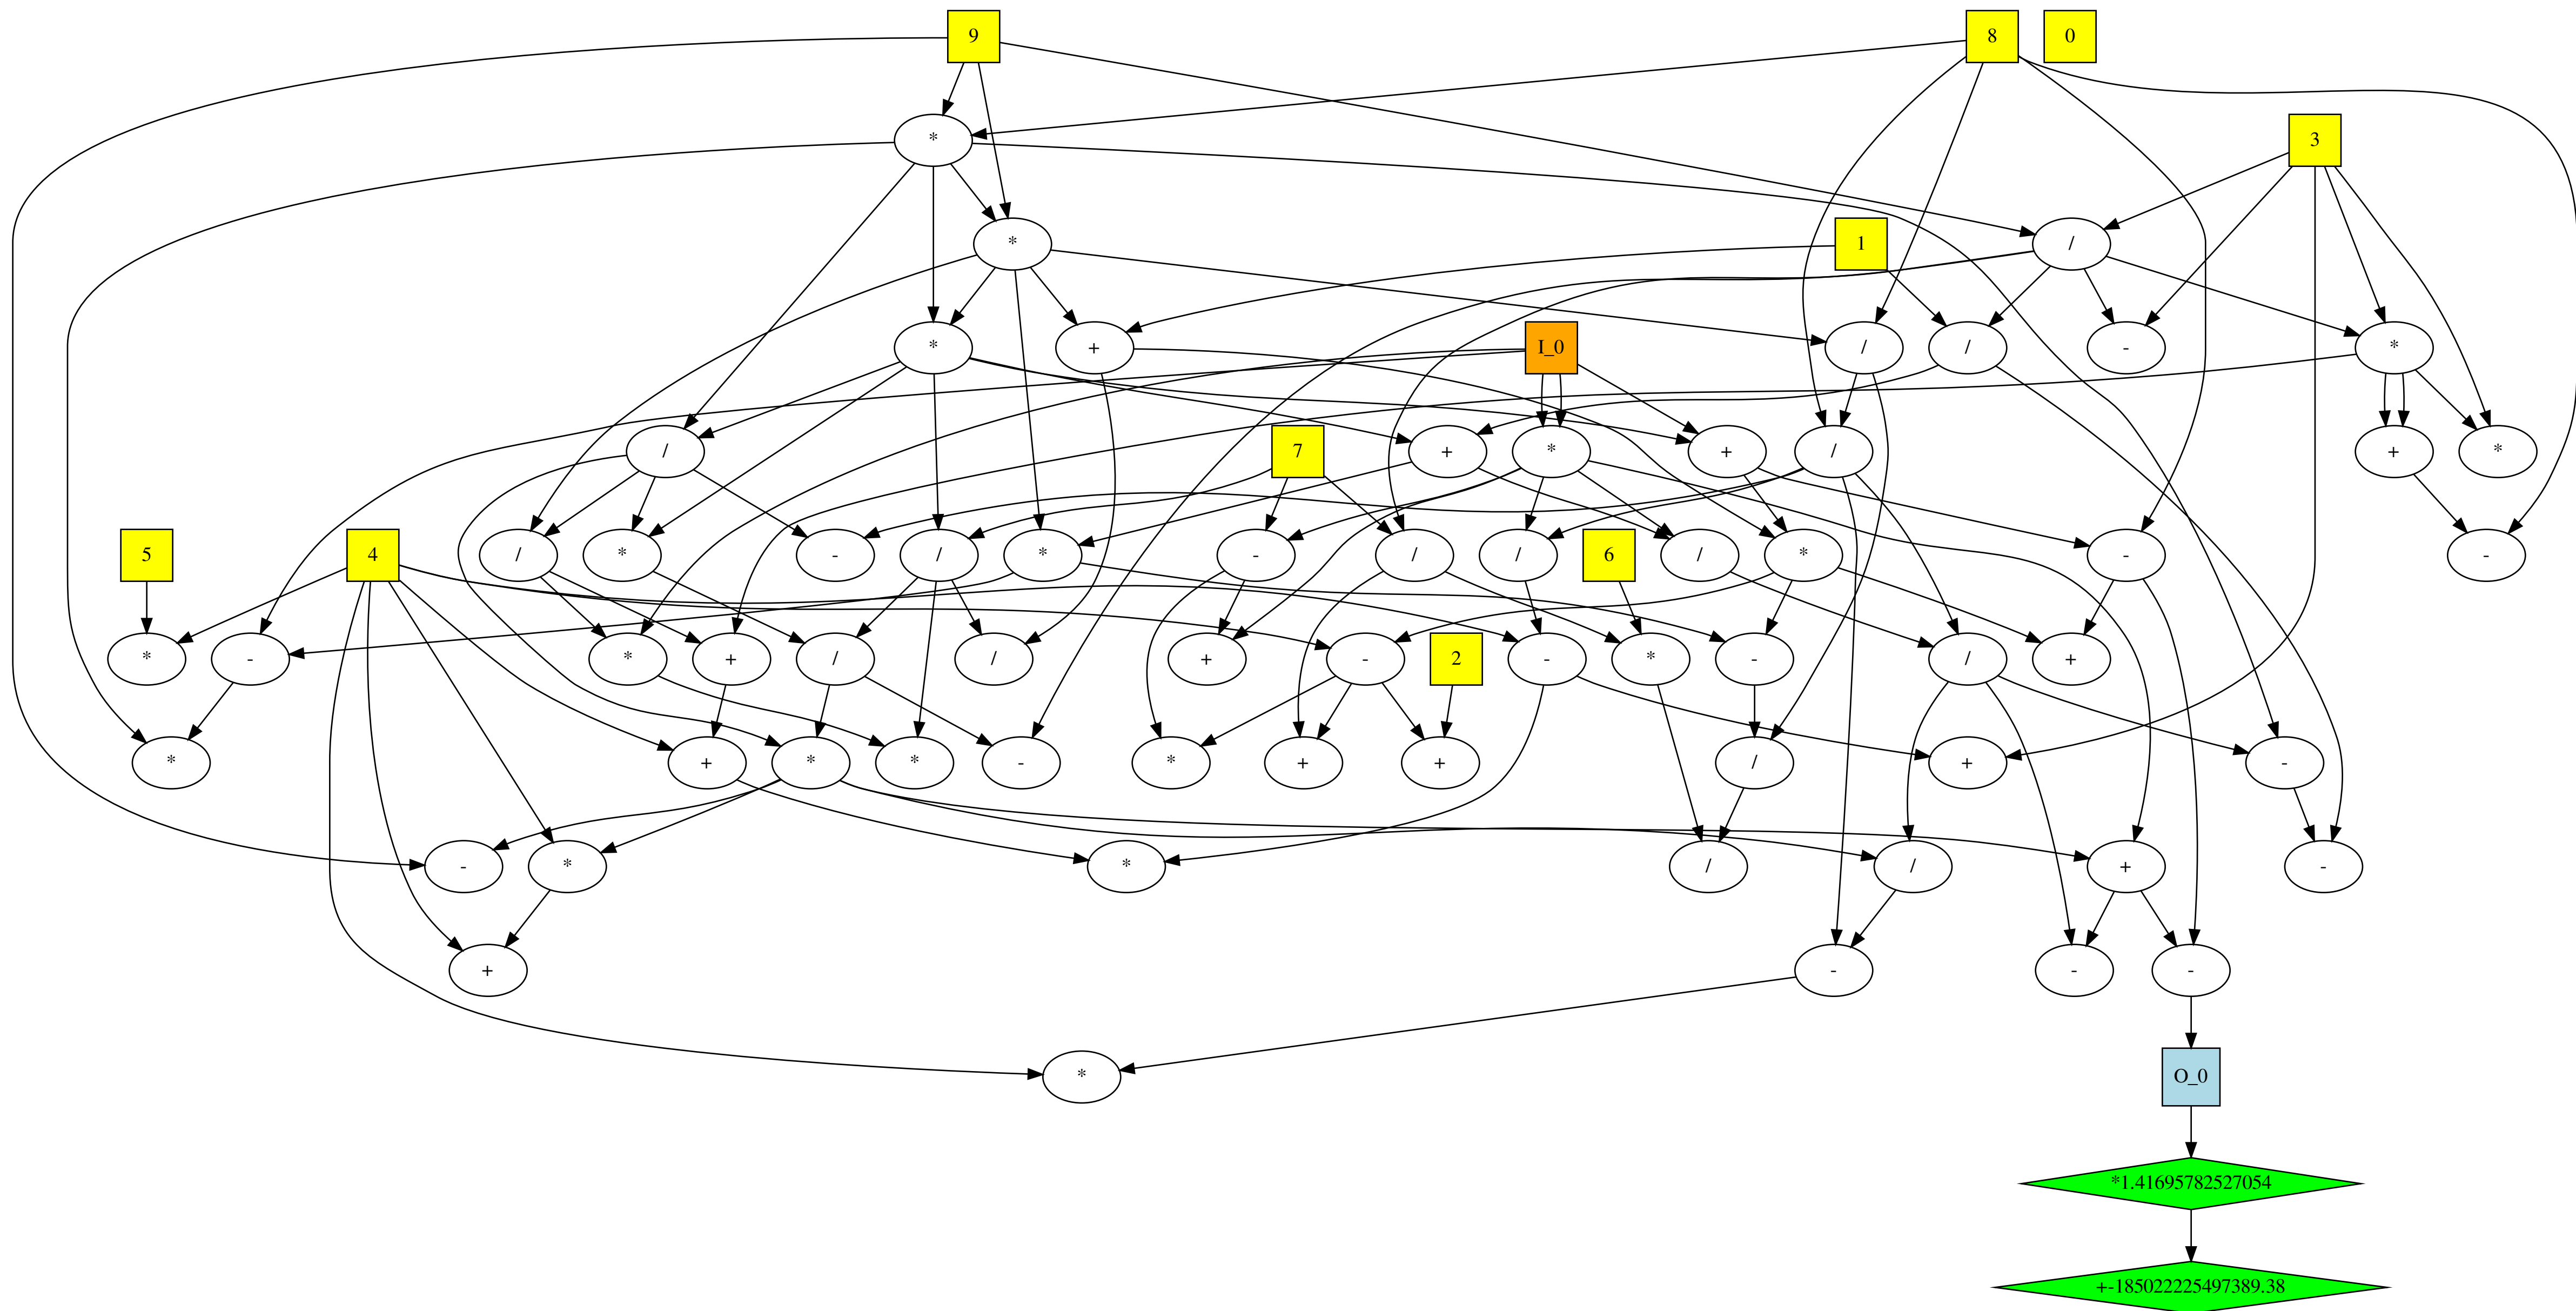 9 8 0
* 3
* / 1
* + I_0 / / - *
/ 7 + * + / + *
5 4 / * - / * - / / 6 / * - -
* - * + / / + - 2 - * - / +
* + * * - * + + / + -
- * * / / + -
+ - - -
* O_0
*1.41695782527054
+-185022225497389.38